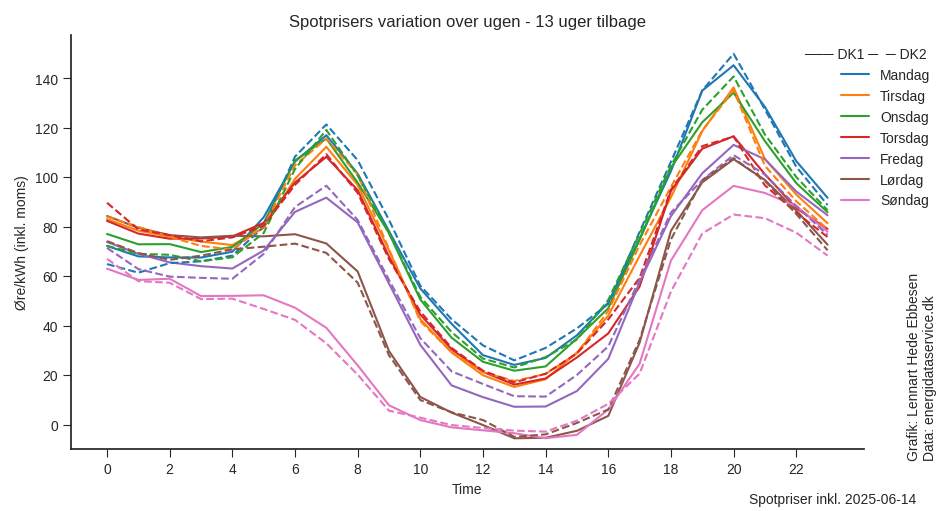 Spotprisers variation over ugen - 13 uger tilbage
Øre/kWh (inkl. moms)
140
120
100
80
60
40
20
0
0 2 4 6 8 10 12 14 16 18 20 22
Time
DK1 DK2
Mandag
Tirsdag
Onsdag
Torsdag
Fredag
Lørdag
Søndag
Grafik: Lennart Hede Ebbesen
Data: energidataservice.dk
Spotpriser inkl. 2025-06-14